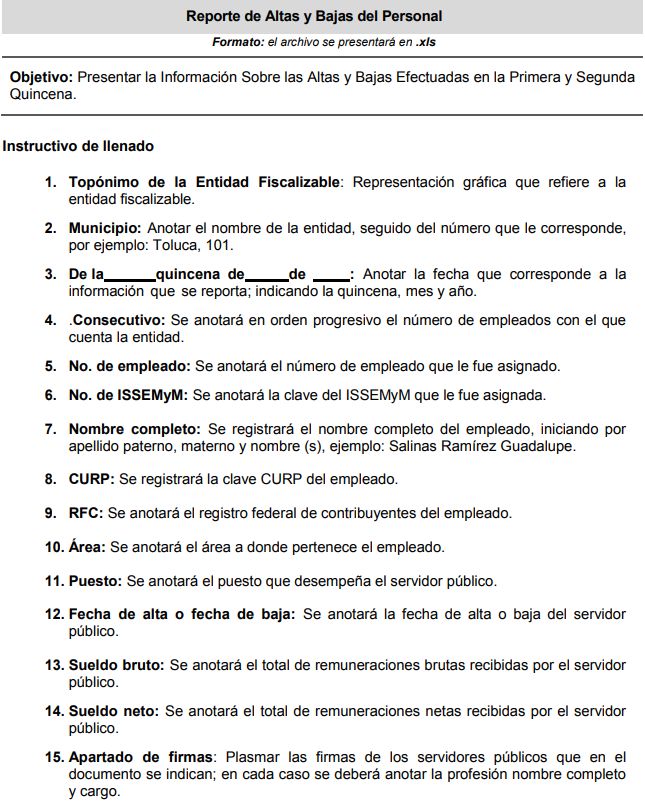 Reporte de Altas y Bajas del Personal
Formato: el archivo se presentará en .xls
Objetivo: Presentar la Información Sobre las Altas y Bajas Efectuadas en la Primera y Segunda
Quincena.
Instructivo de llenado
1. Topónimo de la Entidad Fiscalizable: Representación gráfica que refiere a la
entidad fiscalizable.
2. Municipio: Anotar el nombre de la entidad, seguido del número que le corresponde,
por ejemplo: Toluca, 101.
3. De la______quincena de_____de ____: Anotar la fecha que corresponde a la
información que se reporta; indicando la quincena, mes y año.
4. .Consecutivo: Se anotará en orden progresivo el número de empleados con el que
cuenta la entidad.
5. No. de empleado: Se anotará el número de empleado que le fue asignado.
6. No. de ISSEMyM: Se anotará la clave del ISSEMyM que le fue asignada.
7. Nombre completo: Se registrará el nombre completo del empleado, iniciando por
apellido paterno, materno y nombre (s), ejemplo: Salinas Ramírez Guadalupe.
8. CURP: Se registrará la clave CURP del empleado.
9. RFC: Se anotará el registro federal de contribuyentes del empleado.
10. Área: Se anotará el área a donde pertenece el empleado.
11. Puesto: Se anotará el puesto que desempeña el servidor público.
12. Fecha de alta o fecha de baja: Se anotará la fecha de alta o baja del servidor
público.
13. Sueldo bruto: Se anotará el total de remuneraciones brutas recibidas por el servidor
público.
14. Sueldo neto: Se anotará el total de remuneraciones netas recibidas por el servidor
público.
15. Apartado de firmas: Plasmar las firmas de los servidores públicos que en el
documento se indican; en cada caso se deberá anotar la profesión nombre completo
y cargo.